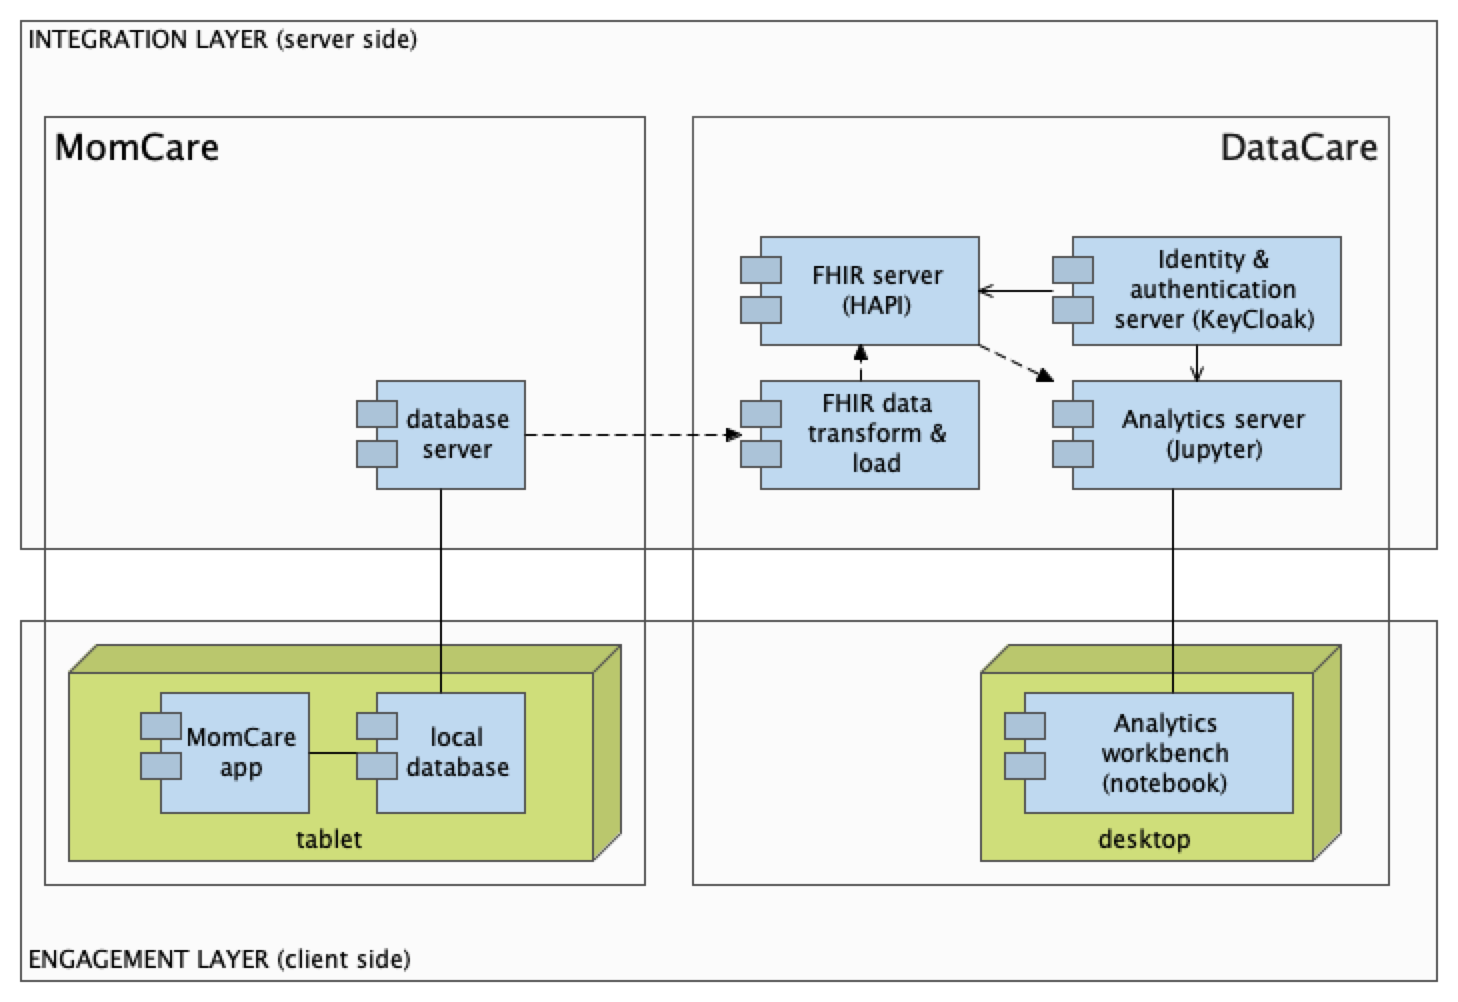 INTEGRATION LAYER (server side)
MomCare
DataCare
FHIR server
(HAPI)
Identity &
authentication
server (KeyCloak)
database
server
FHIR data
transform &
load
Analytics server
(Jupyter)
MomCare
app
local
database
tablet
Analytics
workbench
(notebook)
desktop
ENGAGEMENT LAYER (client side)